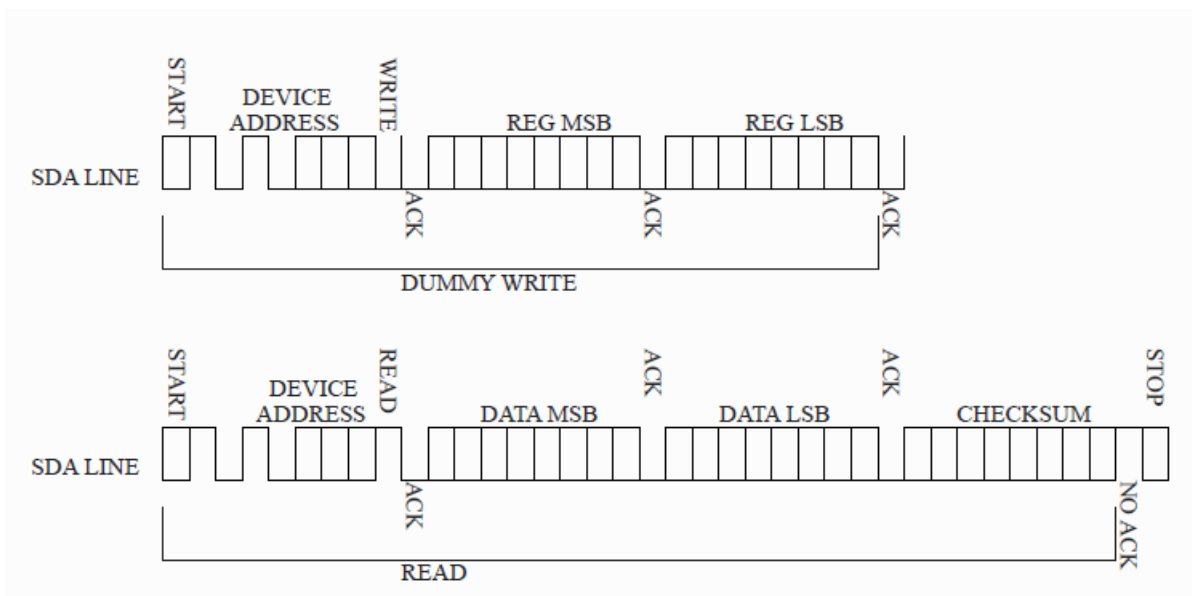 START
DEVICE
ADDRESS
WRITE
REG MSB
REG LSB
SDA LINE
ACK
ACK
ACK
DUMMY WRITE
START
DEVICE
ADDRESS
READ
DATA MSB
ACK
DATA LSB
ACK
CHECKSUM
STOP
SDA LINE
ACK
NO ACK
READ